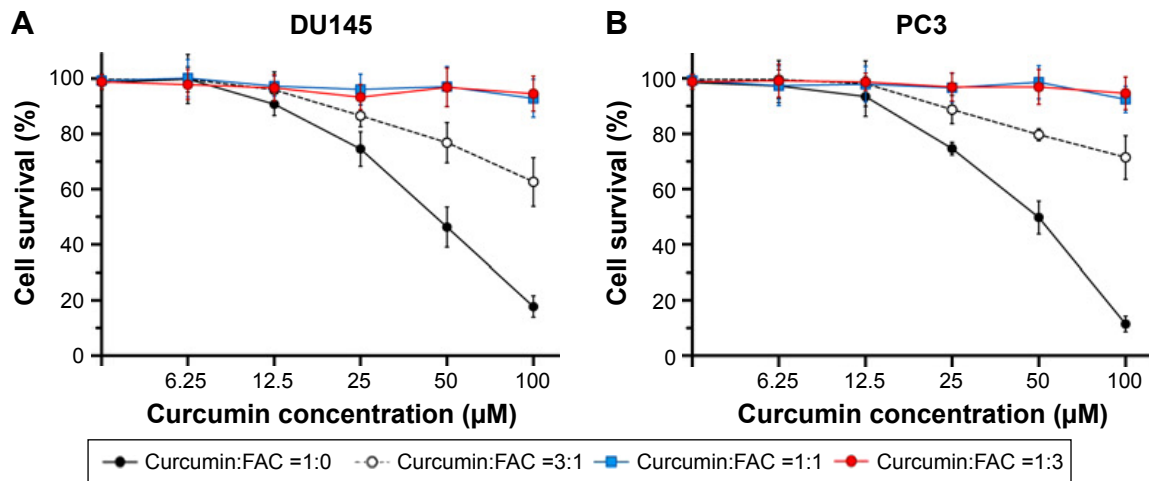 A
DU145
Cell survival (%)
100
80
60
40
20
0
6.25
12.5
25
50
100
Curcumin concentration (μM)
B
PC3
Cell survival (%)
100
80
60
40
20
0
6.25
12.5
25
50
100
Curcumin concentration (μM)
Curcumin:FAC =1:0
Curcumin:FAC =3:1
Curcumin:FAC =1:1
Curcumin:FAC =1:3